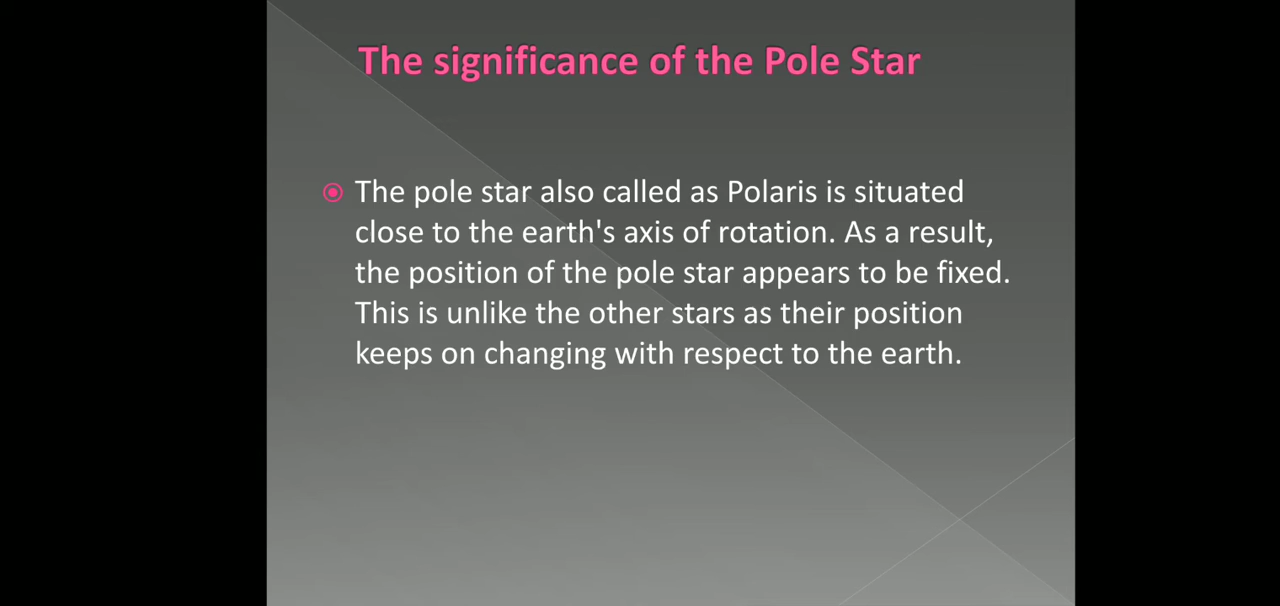 The significance of the Pole Star
The pole star also called as Polaris is situated
close to the earth's axis of rotation. As a result,
the position of the pole star appears to be fixed.
This is unlike the other stars as their position
keeps on changing with respect to the earth.